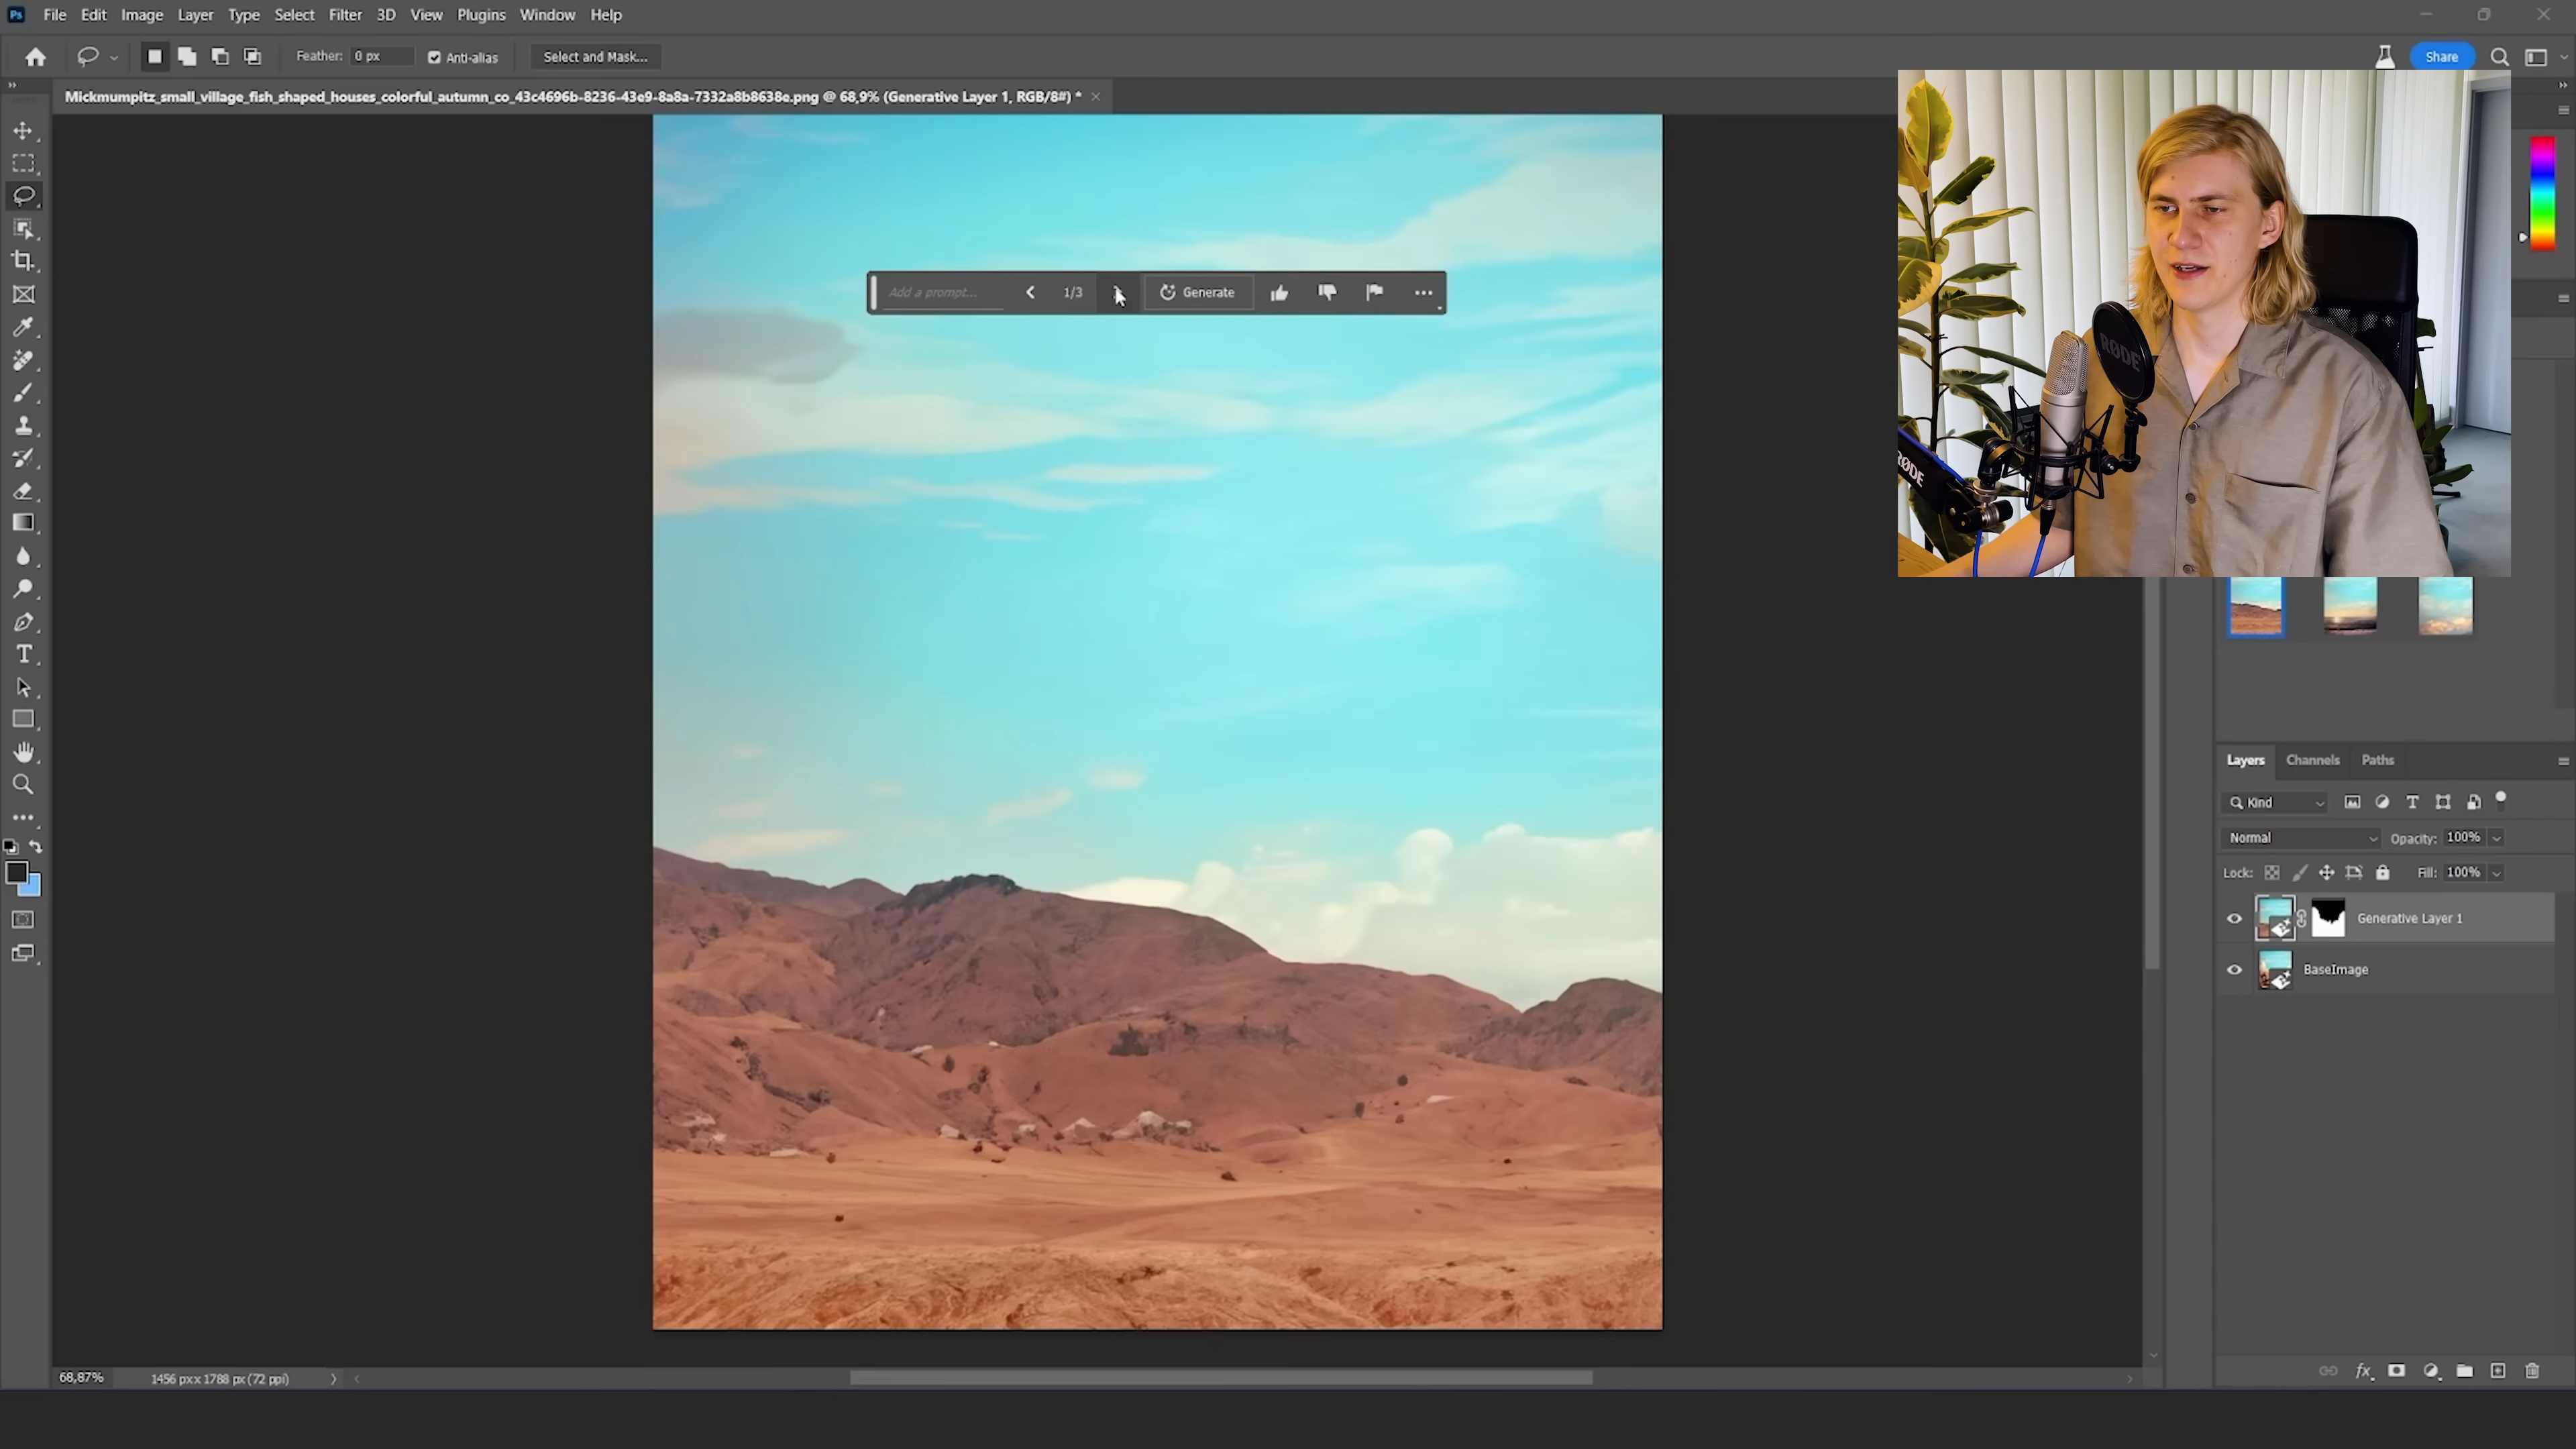 Ps File Edit Image Layer Type Select Filter 3D View Plugins Window Help
Feather: 0 px Anti-alias Select and Mask... Share
Mickmumpitz_small_village_fish_shaped_houses_colorful_autumn_co_43c4696b-8236-43e9-8a8a-7332a8b8638e.png @ 68,9% (Generative Layer 1, RGB/8#) *
Add a prompt... 1/3 Generate
RØDE
RØDE
Layers Channels Paths
Kind
Normal Opacity: 100%
Lock: Fill: 100%
Generative Layer 1
BaseImage
68,87% 1456 px x 1788 px (72 ppi)